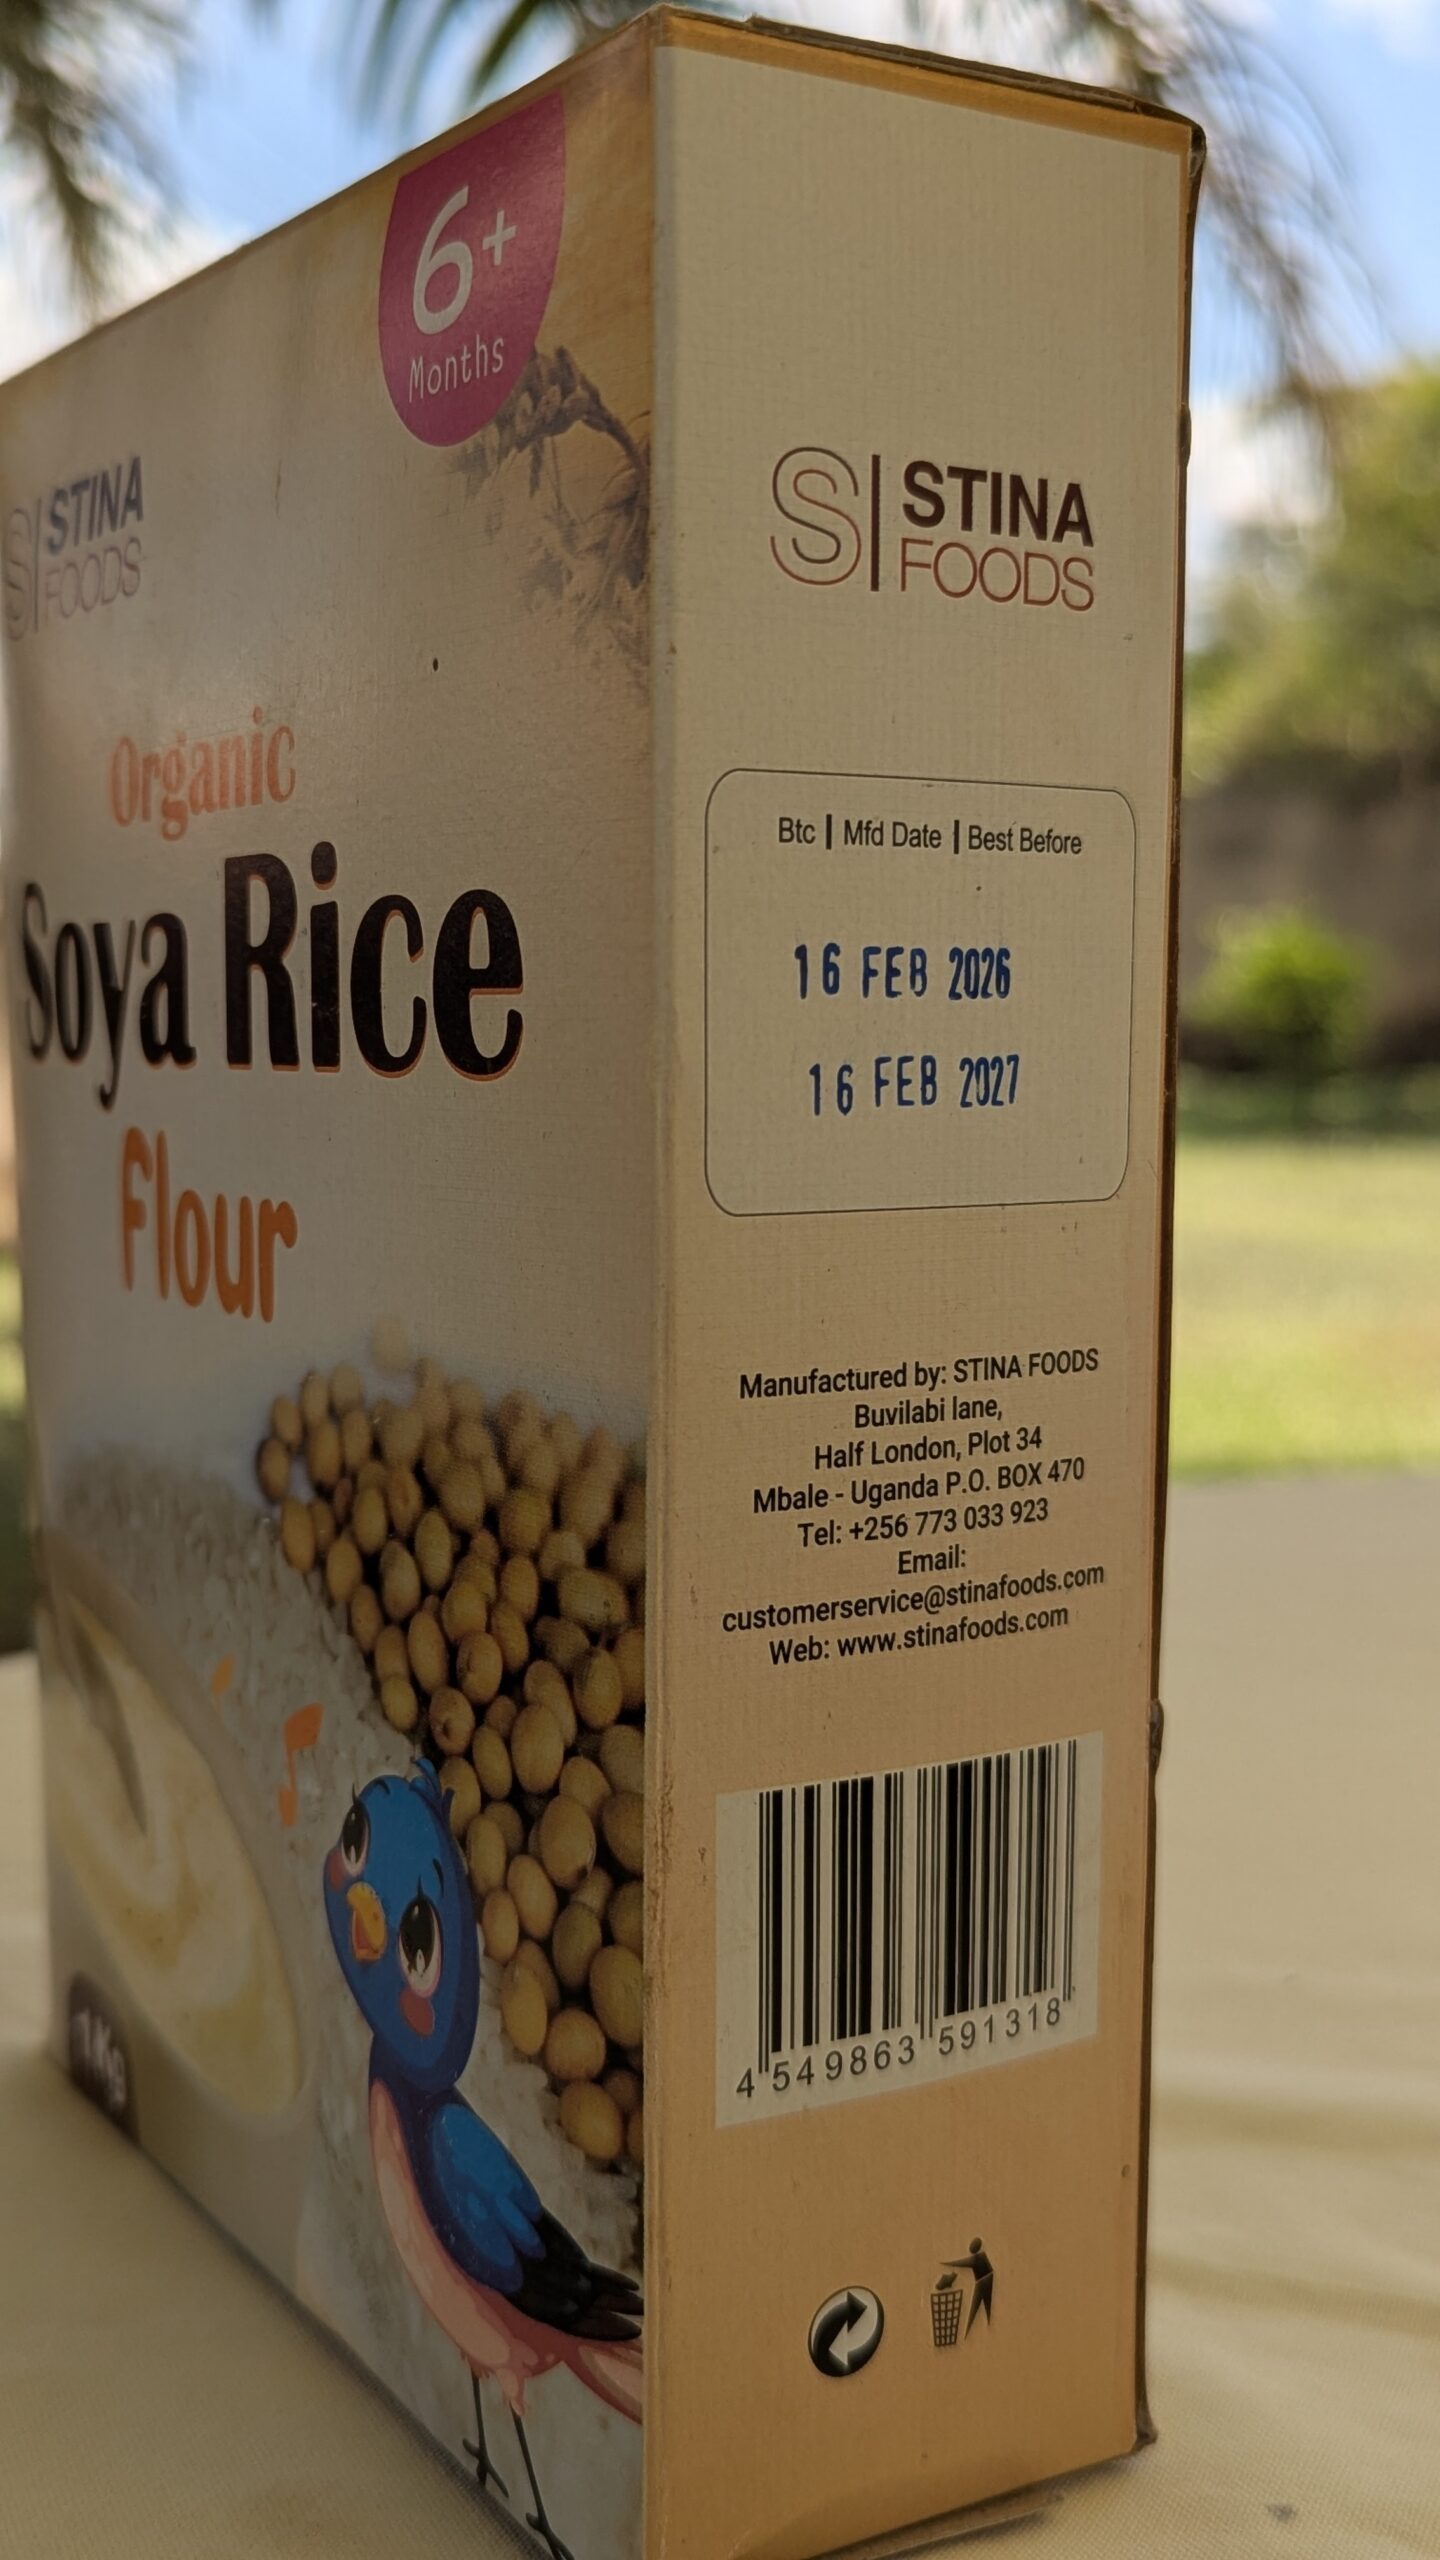 6+
Months
STINA
FOODS
Organic
Soya Rice
Flour
1 Kg
STINA
FOODS
Btc | Mfd Date | Best Before
16 FEB 2026
16 FEB 2027
Manufactured by: STINA FOODS
Buvilabi lane,
Half London, Plot 34
Mbale - Uganda P.O. BOX 470
Tel: +256 773 033 923
Email:
customerservice@stinafoods.com
Web: www.stinafoods.com
4 549863 591318